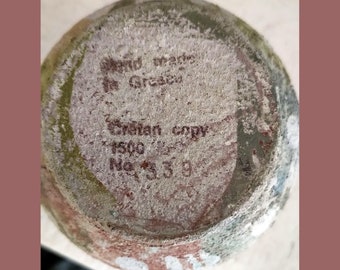 Hand made
in Greece
Cretan copy
1500
No 339